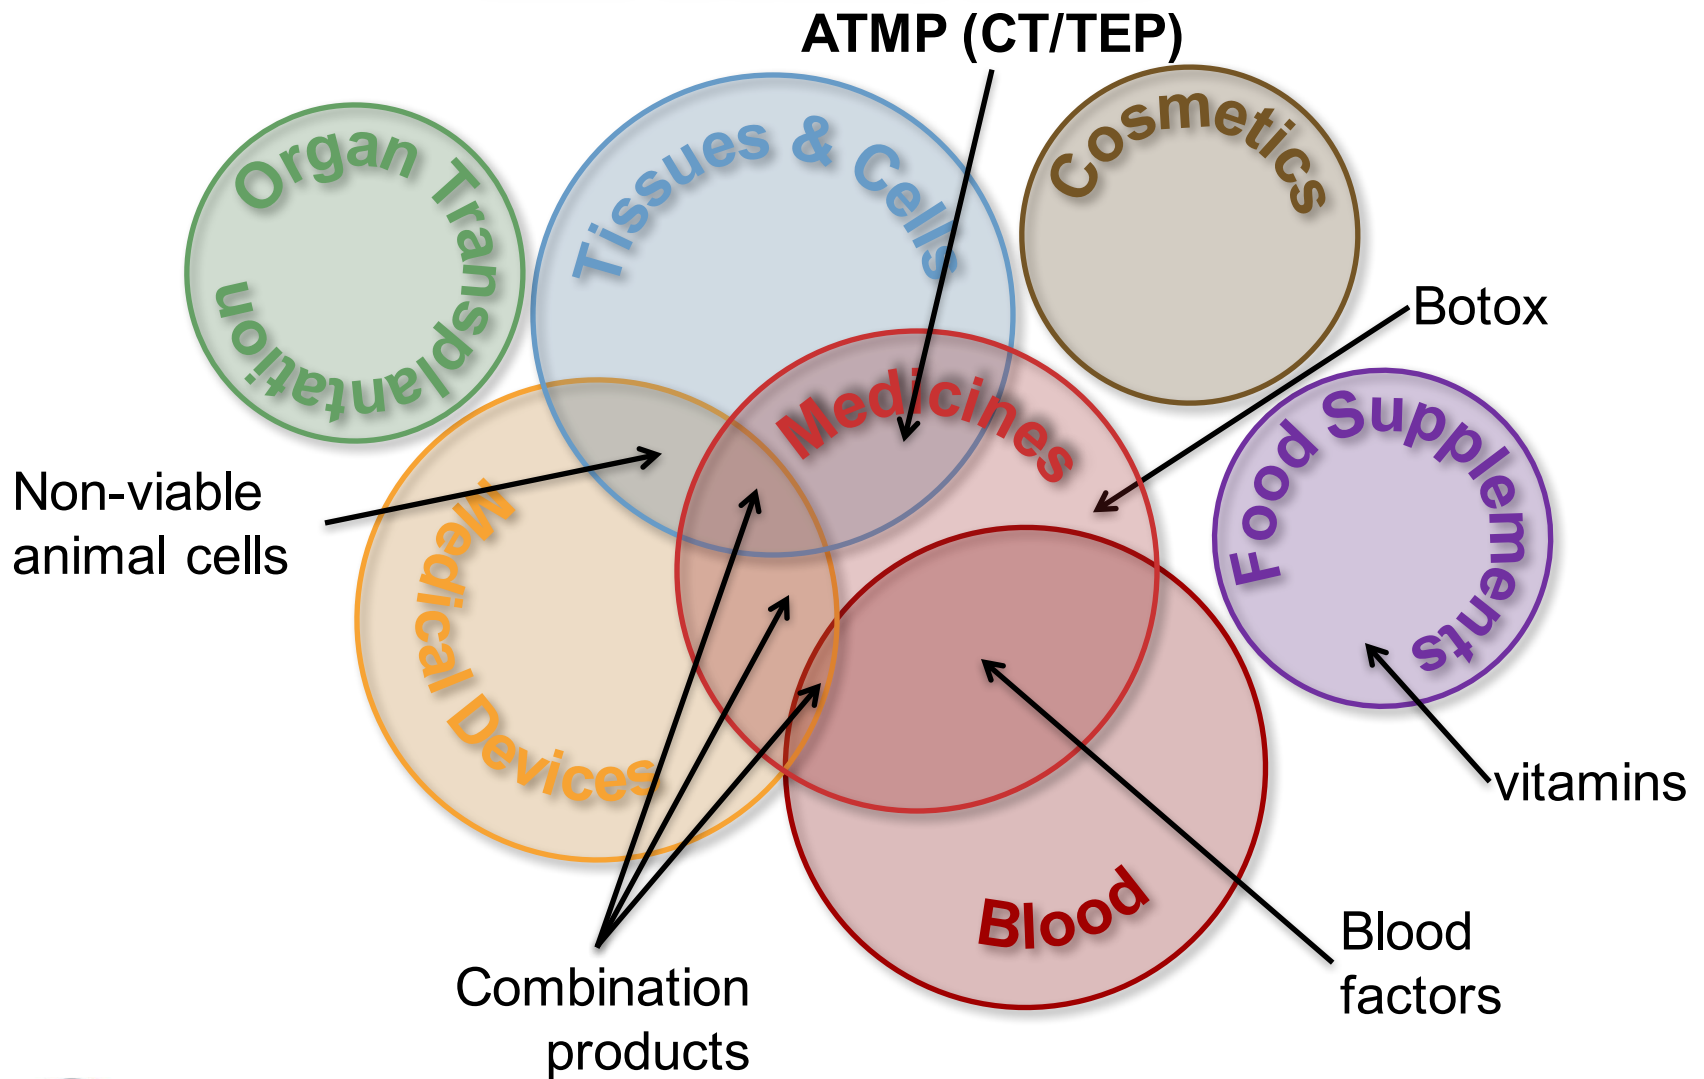 ATMP (CT/TEP)
Organ Transplantation
Tissues & Cells
Cosmetics
Botox
Medicines
Food Supplements
Non-viable
animal cells
Medical Devices
vitamins
Blood
Blood
factors
Combination
products